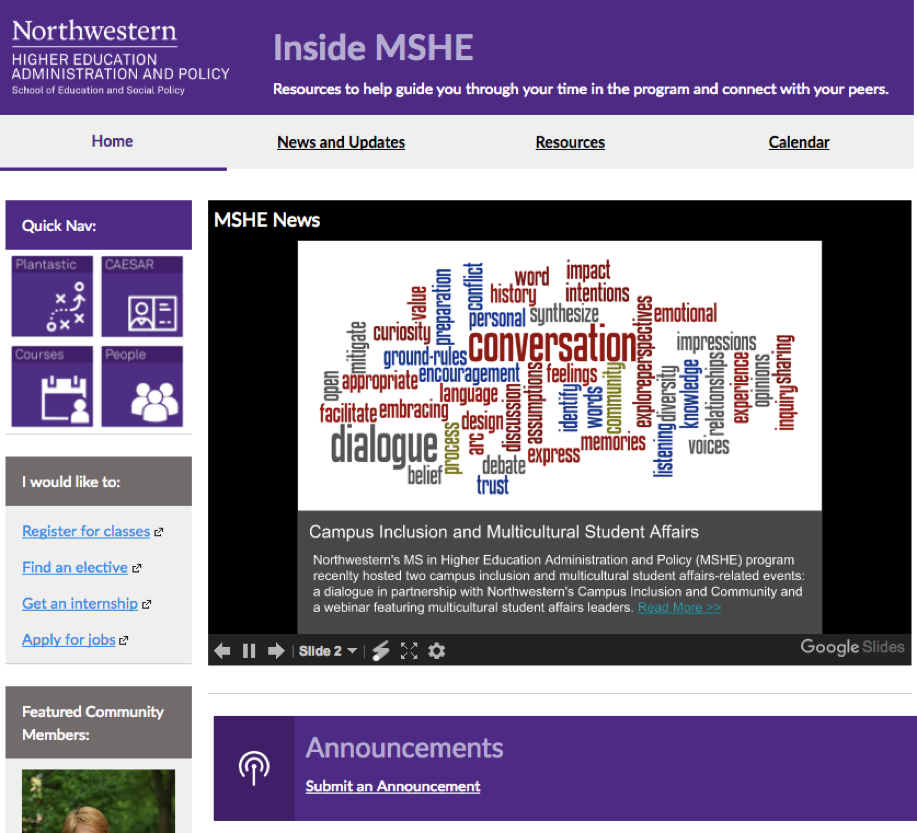 Northwestern
HIGHER EDUCATION
ADMINISTRATION AND POLICY
School of Education and Social Policy
Inside MSHE
Resources to help guide you through your time in the program and connect with your peers.
Home
News and Updates
Resources
Calendar
Quick Nav:
Plantastic
CAESAR
Courses
People
I would like to:
Register for classes
Find an elective
Get an internship
Apply for jobs
Featured Community
Members:
MSHE News
word
impact
conflict
preparation
value
history
intentions
personal
synthesize
emotional
curiosity
mitigate
ground-rules
conversation
exploreperspectives
impressions
open
appropriate
encouragement
feelings
language
assumptions
discussion
identify
words
community
diversity
knowledge
relationships
experience
opinions
sharing
inquiry
facilitate
embracing
design
arc
process
dialogue
belief
debate
trust
express
memories
listening
voices
Campus Inclusion and Multicultural Student Affairs
Northwestern's MS in Higher Education Administration and Policy (MSHE) program
recenlty hosted two campus inclusion and multicultural student affairs-related events:
a dialogue in partnership with Northwestern's Campus Inclusion and Community and
a webinar featuring multicultural student affairs leaders. Read More >>
Slide 2
Google Slides
Announcements
Submit an Announcement